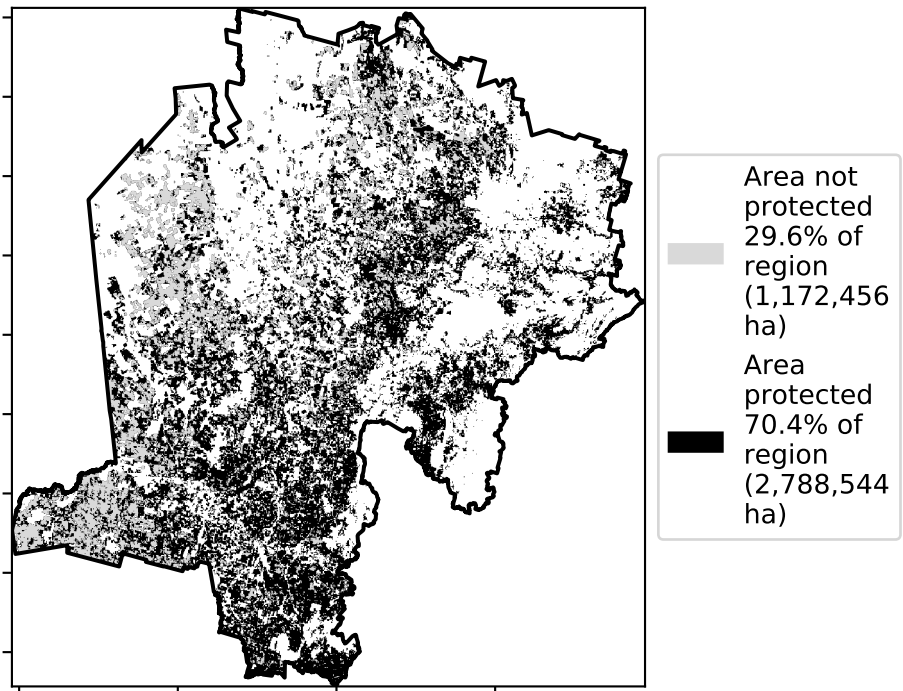 Area not
protected
29.6% of
region
(1,172,456
ha)
Area
protected
70.4% of
region
(2,788,544
ha)